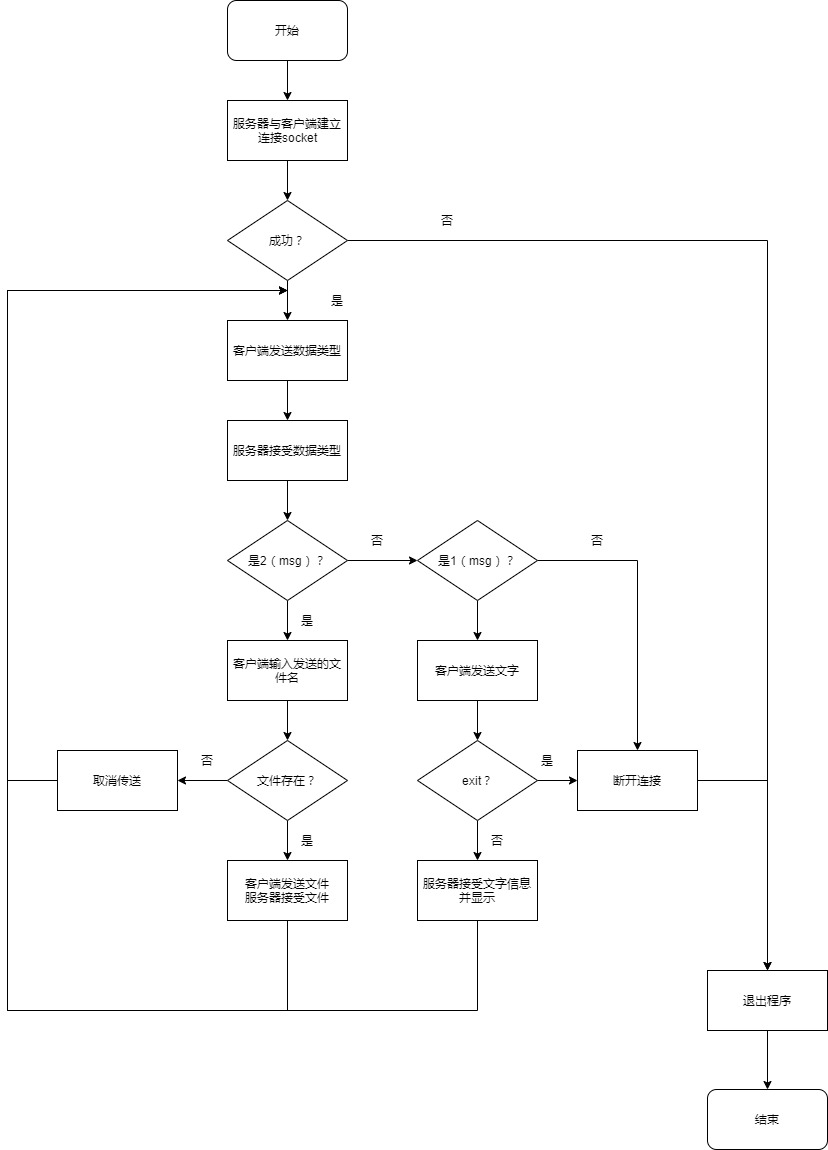 开始
服务器与客户端建立
连接socket
成功？
否
是
客户端发送数据类型
服务器接受数据类型
是2（msg）？
否
是1（msg）？
否
是
客户端输入发送的文
件名
客户端发送文字
取消传送
否
文件存在？
exit？
是
断开连接
是
否
客户端发送文件
服务器接受文件
服务器接受文字信息
并显示
退出程序
结束